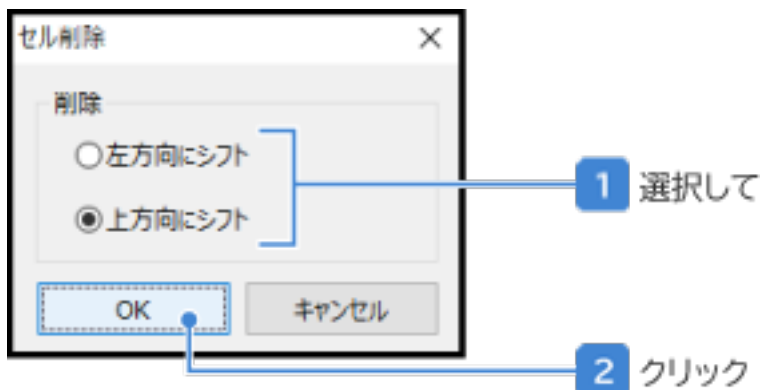 セル削除
削除
左方向にシフト
1 選択して
上方向にシフト
OK キャンセル
2 クリック